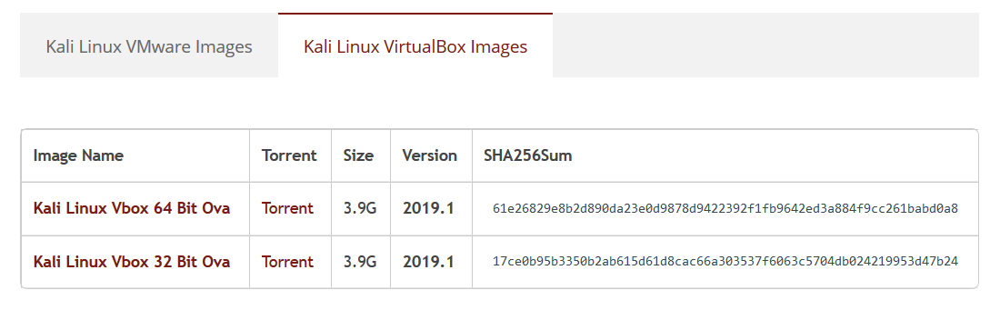 Kali Linux VMware Images Kali Linux VirtualBox Images
Image Name Torrent Size Version SHA256Sum
Kali Linux Vbox 64 Bit Ova Torrent 3.9G 2019.1 61e26829e8b2d890da23e0d9878d9422392f1fb9642ed3a884f9cc261babd0a8
Kali Linux Vbox 32 Bit Ova Torrent 3.9G 2019.1 17ce0b95b3350b2ab615d61d8cac66a303537f6063c5704db024219953d47b24